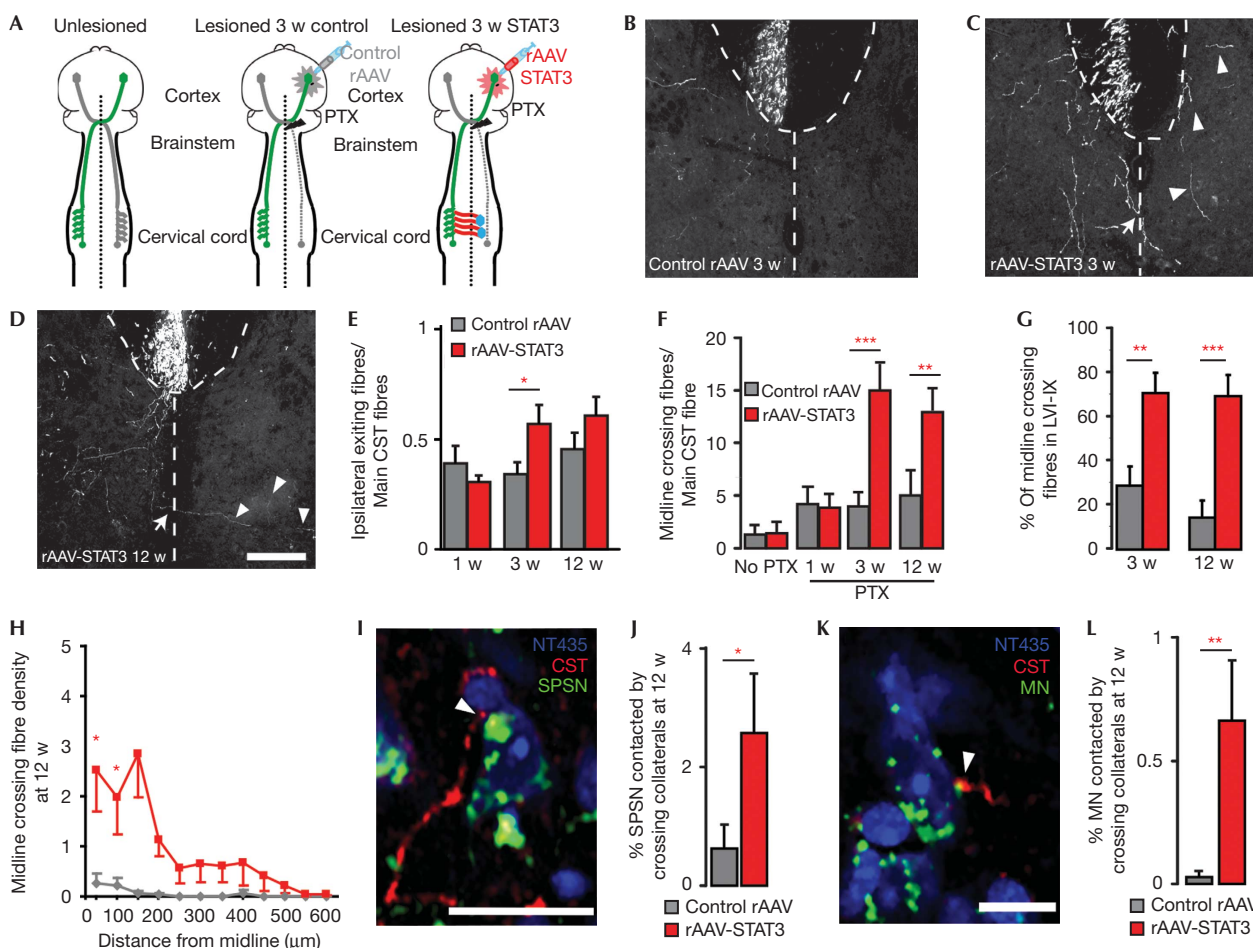 A
Unlesioned
Lesioned 3 w control
Lesioned 3 w STAT3
Control
rAAV
rAAV
STAT3
Cortex
Cortex
PTX
PTX
Brainstem
Brainstem
Cervical cord
Cervical cord
B
Control rAAV 3 w
C
rAAV-STAT3 3 w
D
rAAV-STAT3 12 w
E
Ipsilateral exiting fibres/
Main CST fibres
1
0.5
0
Control rAAV
rAAV-STAT3
*
1 w
3 w
12 w
F
Midline crossing fibres/
Main CST fibre
20
15
10
5
0
Control rAAV
rAAV-STAT3
***
**
No PTX
1 w
3 w
12 w
PTX
G
% Of midline crossing
fibres in LVI-IX
100
80
60
40
20
0
**
***
3 w
12 w
H
Midline crossing fibre density
at 12 w
5
4
3
2
1
0
*
*
0
100
200
300
400
500
600
Distance from midline (μm)
I
NT435
CST
SPSN
J
% SPSN contacted by
crossing collaterals at 12 w
4
2
0
*
Control rAAV
rAAV-STAT3
K
NT435
CST
MN
L
% MN contacted by
crossing collaterals at 12 w
1
0.5
0
**
Control rAAV
rAAV-STAT3